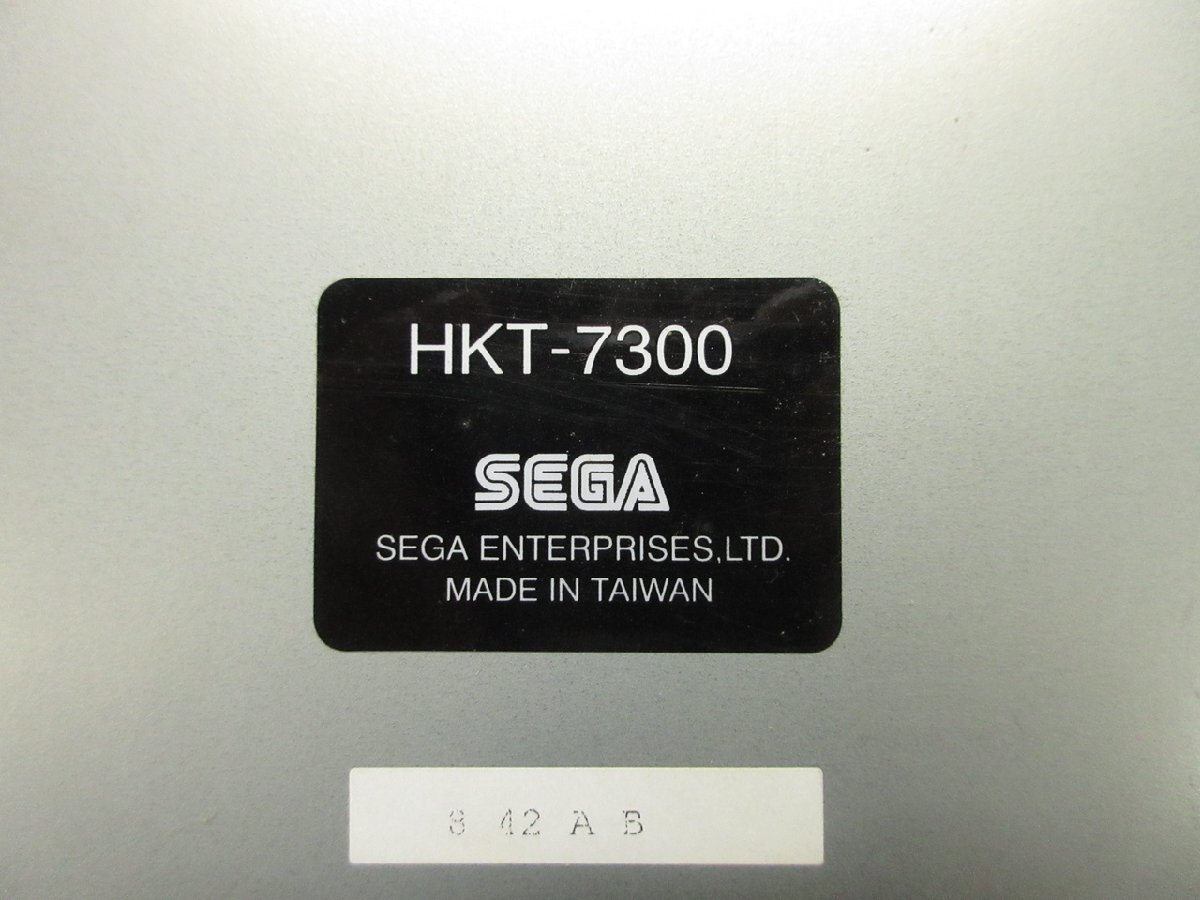 HKT-7300
SEGA
SEGA ENTERPRISES,LTD.
MADE IN TAIWAN
8 42 A B